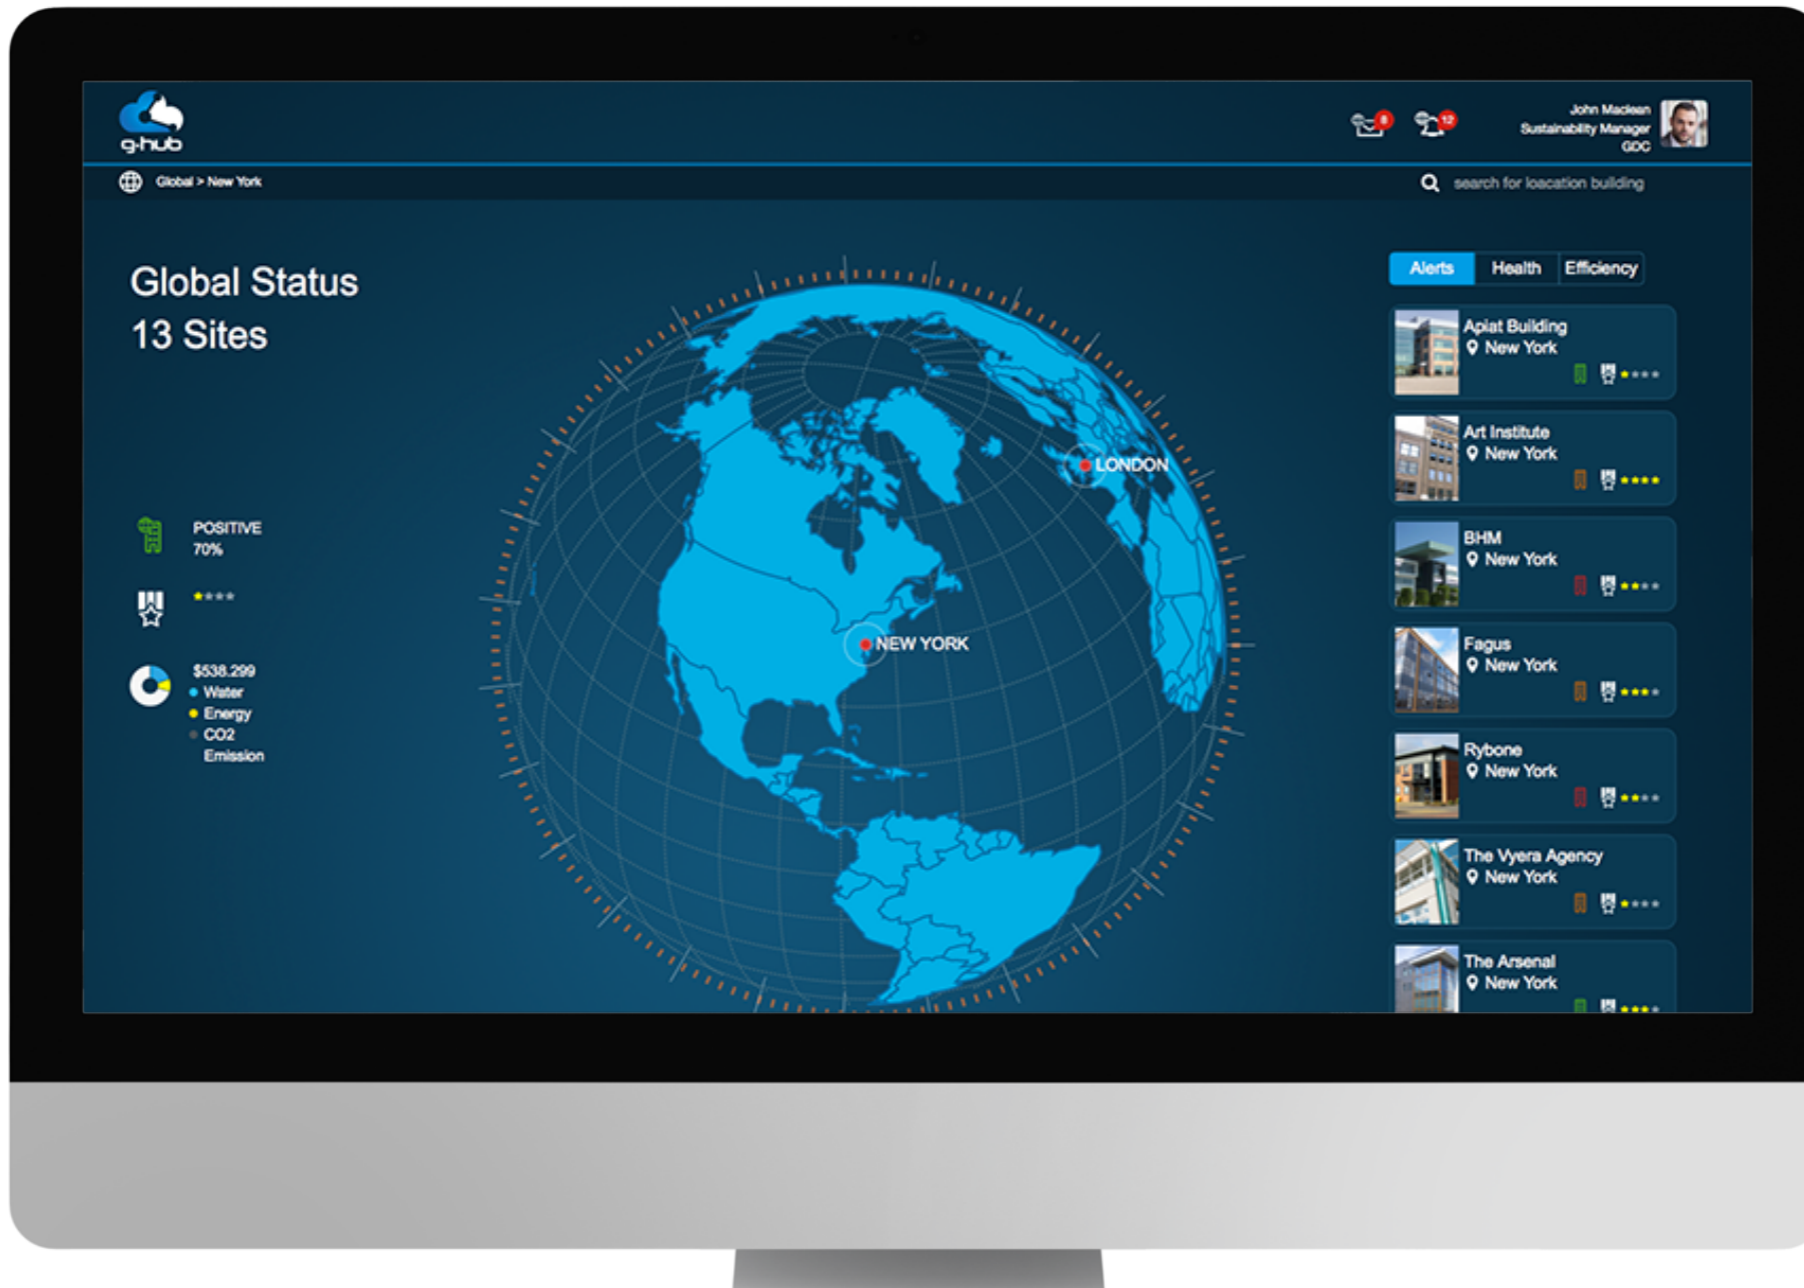 g-hub
8
12
John Maclean
Sustainability Manager
GDC
Global > New York
search for loacation building
Global Status
13 Sites
POSITIVE
70%
$538.299
Water
Energy
CO2
Emission
LONDON
NEW YORK
Alerts Health Efficiency
Apiat Building
New York
Art Institute
New York
BHM
New York
Fagus
New York
Rybone
New York
The Vyera Agency
New York
The Arsenal
New York